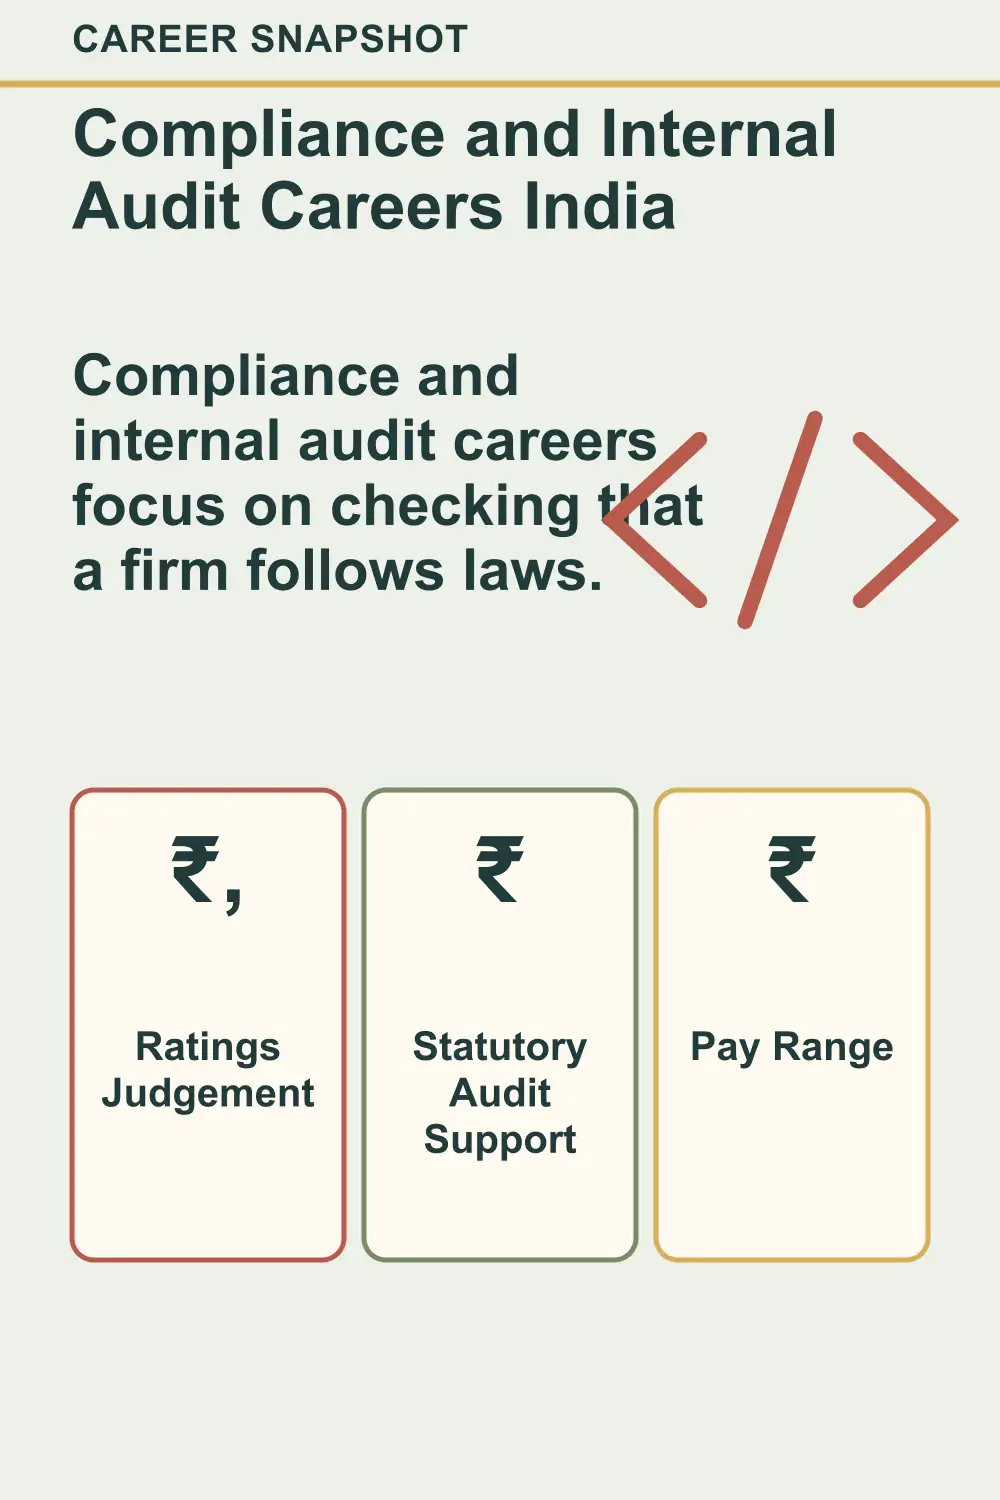 CAREER SNAPSHOT
Compliance and Internal
Audit Careers India
Compliance and
internal audit careers
focus on checking that
a firm follows laws.
</>
₹,
Ratings
Judgement
₹
Statutory
Audit
Support
₹
Pay Range